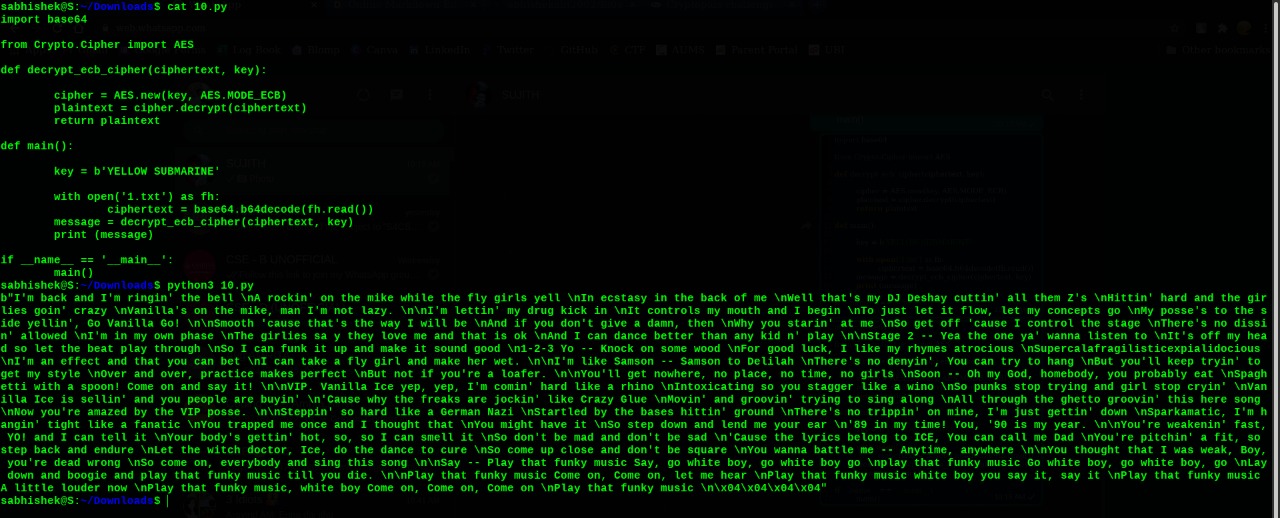 sabhishek@S:~/Downloads$ cat 10.py
import base64
from Crypto.Cipher import AES
def decrypt_ecb_cipher(ciphertext, key):
cipher = AES.new(key, AES.MODE_ECB)
plaintext = cipher.decrypt(ciphertext)
return plaintext
def main():
key = b'YELLOW SUBMARINE'
with open('1.txt') as fh:
ciphertext = base64.b64decode(fh.read())
message = decrypt_ecb_cipher(ciphertext, key)
print (message)
if __name__ == '__main__':
main()
sabhishek@S:~/Downloads$ python3 10.py
b"I'm back and I'm ringin' the bell \nA rockin' on the mike while the fly girls yell \nIn ecstasy in the back of me \nWell that's my DJ Deshay cuttin' all them Z's \nHittin' hard and the gir
lies goin' crazy \nVanilla's on the mike, man I'm not lazy. \n\nI'm lettin' my drug kick in \nIt controls my mouth and I begin \nTo just let it flow, let my concepts go \nMy posse's to the s
ide yellin', Go Vanilla Go! \n\nSmooth 'cause that's the way I will be \nAnd if you don't give a damn, then \nWhy you starin' at me \nSo get off 'cause I control the stage \nThere's no dissi
n' allowed \nI'm in my own phase \nThe girlies sa y they love me and that is ok \nAnd I can dance better than any kid n' play \n\nStage 2 -- Yea the one ya' wanna listen to \nIt's off my hea
d so let the beat play through \nSo I can funk it up and make it sound good \n1-2-3 Yo -- Knock on some wood \nFor good luck, I like my rhymes atrocious \nSupercalafragilisticexpialidocious
\nI'm an effect and that you can bet \nI can take a fly girl and make her wet. \n\nI'm like Samson -- Samson to Delilah \nThere's no denyin', You can try to hang \nBut you'll keep tryin' to
get my style \nOver and over, practice makes perfect \nBut not if you're a loafer. \n\nYou'll get nowhere, no place, no time, no girls \nSoon -- Oh my God, homebody, you probably eat \nSpagh
etti with a spoon! Come on and say it! \n\nVIP. Vanilla Ice yep, yep, I'm comin' hard like a rhino \nIntoxicating so you stagger like a wino \nSo punks stop trying and girl stop cryin' \nVan
illa Ice is sellin' and you people are buyin' \n'Cause why the freaks are jockin' like Crazy Glue \nMovin' and groovin' trying to sing along \nAll through the ghetto groovin' this here song
\nNow you're amazed by the VIP posse. \n\nSteppin' so hard like a German Nazi \nStartled by the bases hittin' ground \nThere's no trippin' on mine, I'm just gettin' down \nSparkamatic, I'm h
angin' tight like a fanatic \nYou trapped me once and I thought that \nYou might have it \nSo step down and lend me your ear \n'89 in my time! You, '90 is my year. \n\nYou're weakenin' fast,
YO! and I can tell it \nYour body's gettin' hot, so, so I can smell it \nSo don't be mad and don't be sad \n'Cause the lyrics belong to ICE, You can call me Dad \nYou're pitchin' a fit, so
step back and endure \nLet the witch doctor, Ice, do the dance to cure \nSo come up close and don't be square \nYou wanna battle me -- Anytime, anywhere \n\nYou thought that I was weak, Boy,
you're dead wrong \nSo come on, everybody and sing this song \n\nSay -- Play that funky music Say, go white boy, go white boy go \nplay that funky music Go white boy, go white boy, go \nLay
down and boogie and play that funky music till you die. \n\nPlay that funky music Come on, Come on, let me hear \nPlay that funky music white boy you say it, say it \nPlay that funky music
A little louder now \nPlay that funky music, white boy Come on, Come on, Come on \nPlay that funky music \n\x04\x04\x04\x04"
sabhishek@S:~/Downloads$